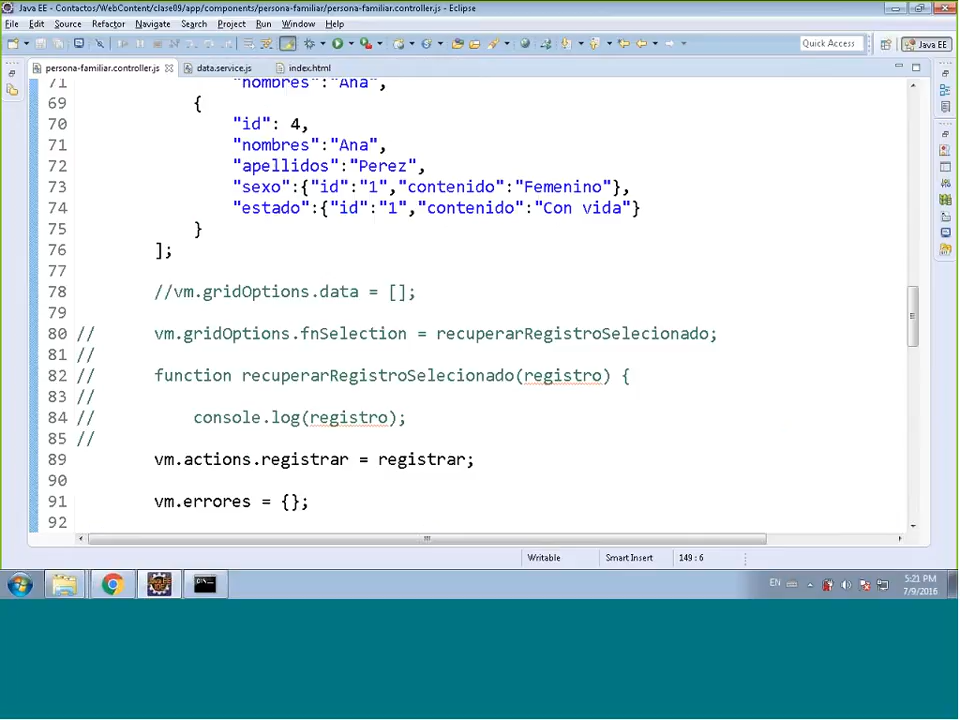 Java EE - Contactos/WebContent/clase09/app/components/persona-familiar/persona-familiar.controller.js - Eclipse
File Edit Source Refactor Navigate Search Project Run Window Help
Quick Access
Java EE
persona-familiar.controller.js data.service.js index.html
71 "nombres":"Ana",
69 {
70 "id": 4,
71 "nombres":"Ana",
72 "apellidos":"Perez",
73 "sexo":{"id":"1","contenido":"Femenino"},
74 "estado":{"id":"1","contenido":"Con vida"}
75 }
76 ];
77
78 //vm.gridOptions.data = [];
79
80 // vm.gridOptions.fnSelection = recuperarRegistroSelecionado;
81 //
82 // function recuperarRegistroSelecionado(registro) {
83 //
84 // console.log(registro);
85 //
89 vm.actions.registrar = registrar;
90
91 vm.errores = {};
92
Writable Smart Insert 149 : 6
EN 5:21 PM
7/9/2016